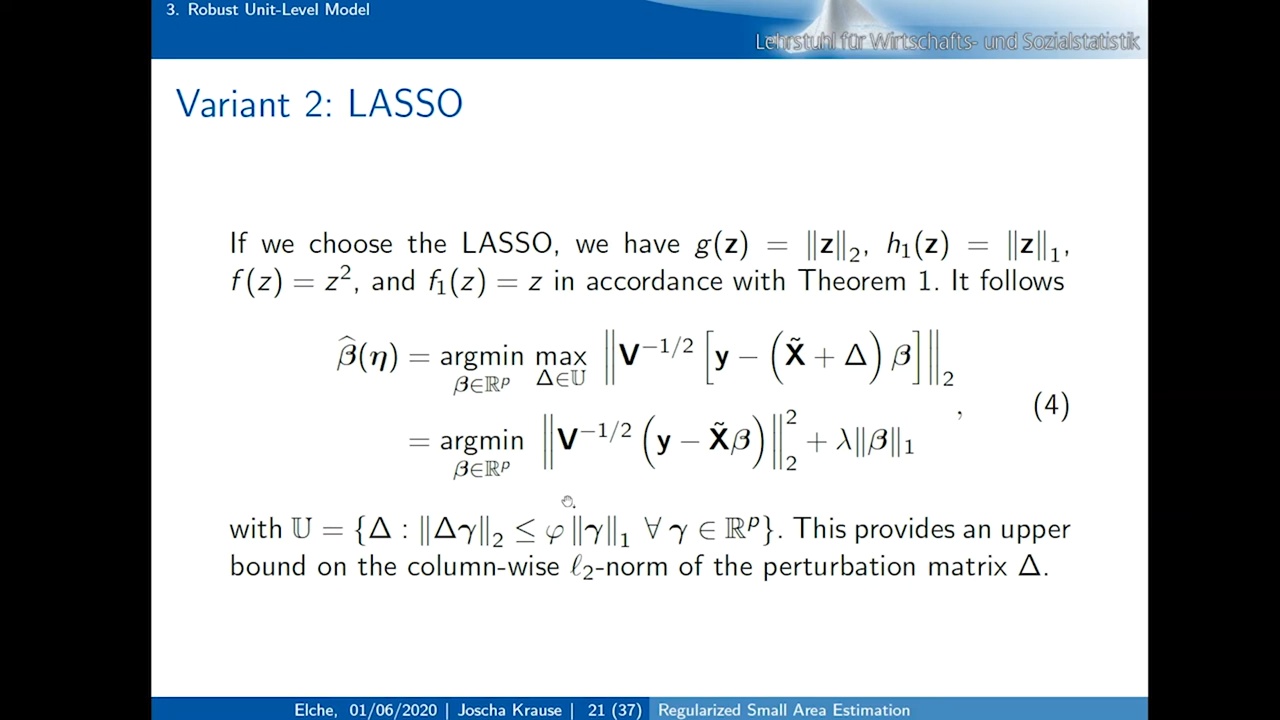 3. Robust Unit-Level Model
Lehrstuhl für Wirtschafts- und Sozialstatistik
Variant 2: LASSO
If we choose the LASSO, we have g(𝐳) = ‖𝐳‖₂, h₁(𝐳) = ‖𝐳‖₁,
f(z) = z², and f₁(z) = z in accordance with Theorem 1. It follows
β̂(η) = argmin_{β∈ℝᵖ} max_{Δ∈𝕌} ‖V^{−1/2} [y − (X̃ + Δ) β]‖₂
= argmin_{β∈ℝᵖ} ‖V^{−1/2} (y − X̃β)‖₂² + λ‖β‖₁ , (4)
with 𝕌 = {Δ : ‖Δγ‖₂ ≤ φ ‖γ‖₁ ∀ γ ∈ ℝᵖ}. This provides an upper
bound on the column-wise ℓ₂-norm of the perturbation matrix Δ.
Elche, 01/06/2020 | Joscha Krause | 21 (37) Regularized Small Area Estimation